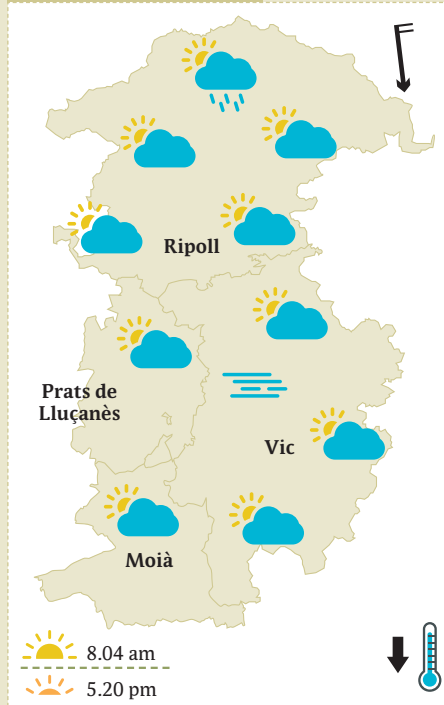 Ripoll
Prats de
Lluçanès
Vic
Moià
8.04 am
5.20 pm